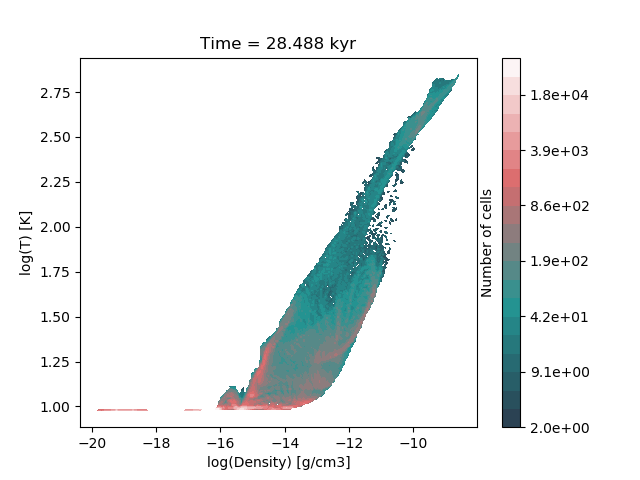 Time = 28.488 kyr
log(T) [K]
2.75
2.50
2.25
2.00
1.75
1.50
1.25
1.00
−20
−18
−16
−14
−12
−10
log(Density) [g/cm3]
Number of cells
1.8e+04
3.9e+03
8.6e+02
1.9e+02
4.2e+01
9.1e+00
2.0e+00